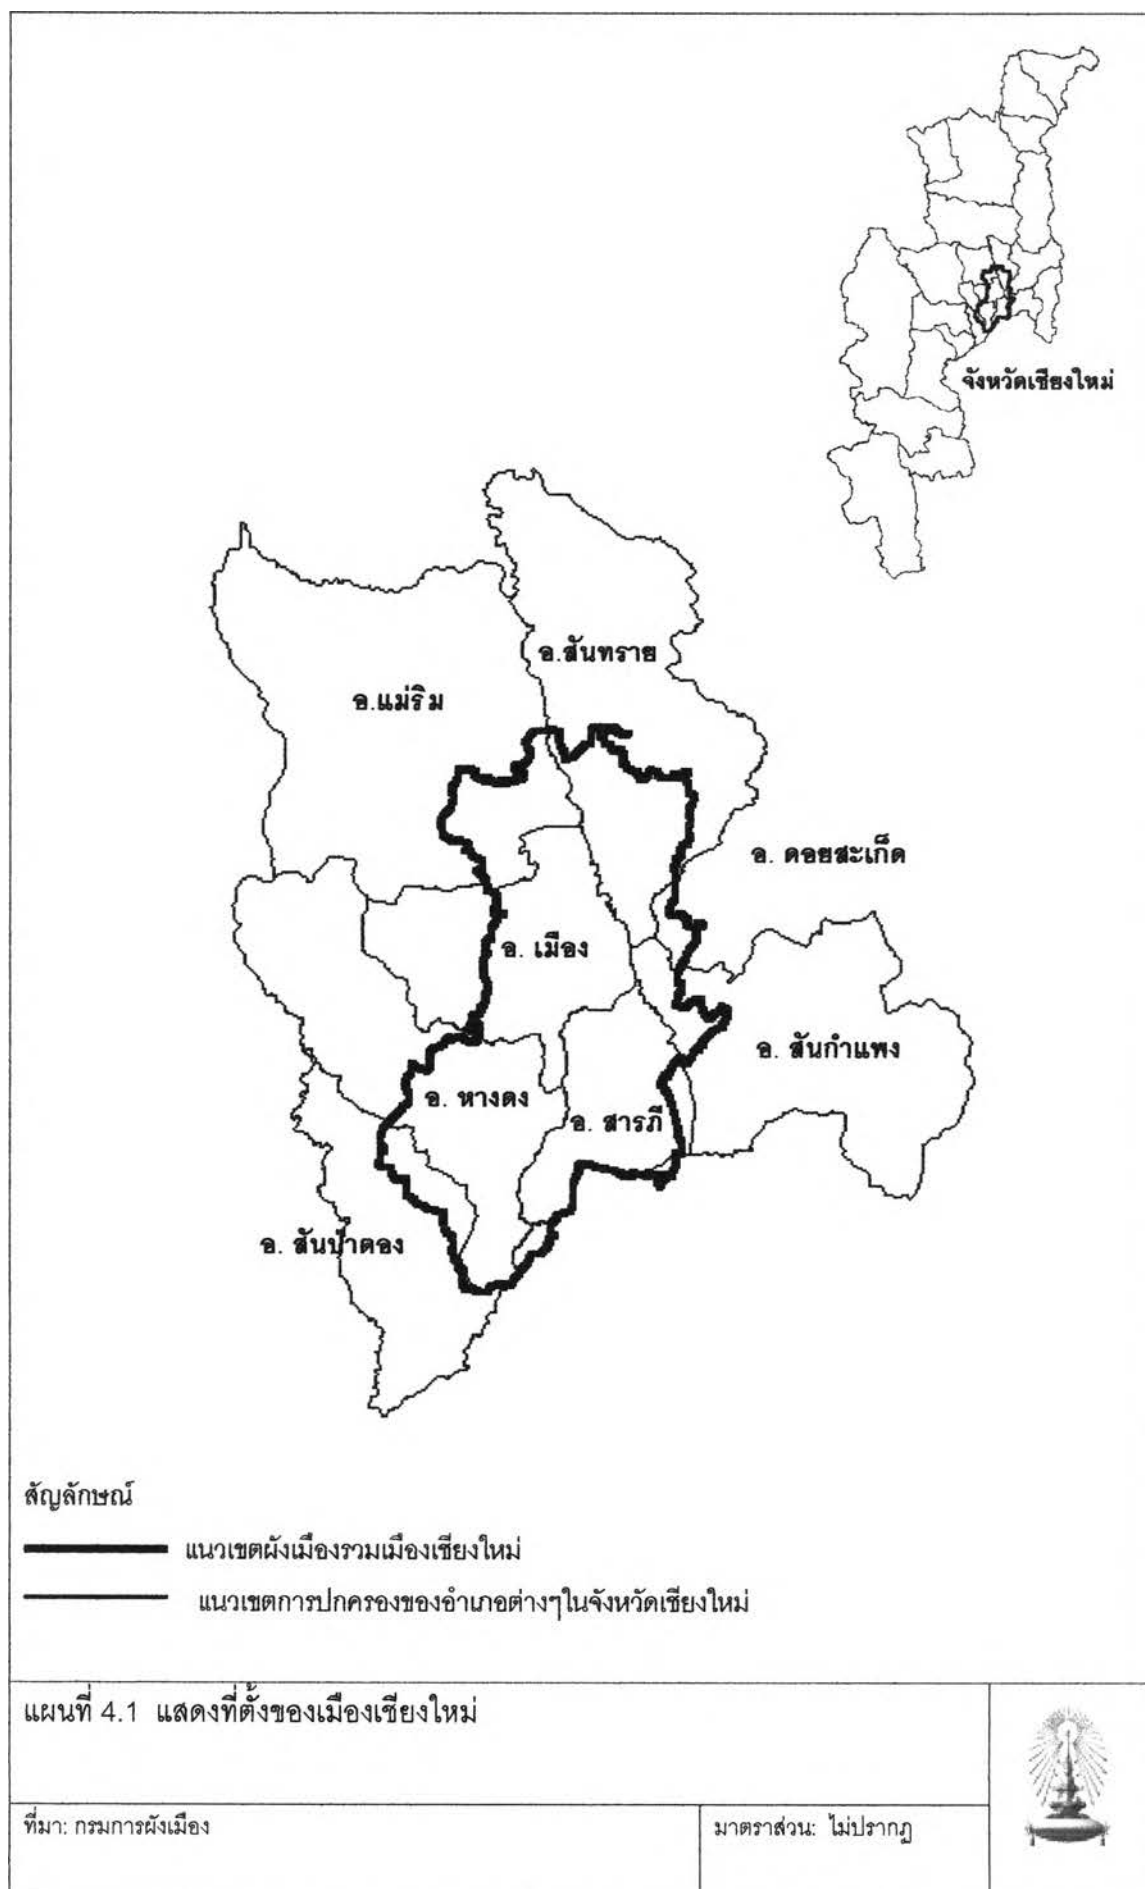 จังหวัดเชียงใหม่
อ.สันทราย
อ.แม่ริม
อ. ดอยสะเก็ด
อ. เมือง
อ. สันกำแพง
อ. หางดง
อ. สารภี
อ. สันป่าตอง
สัญลักษณ์
แนวเขตผังเมืองรวมเมืองเชียงใหม่
แนวเขตการปกครองของอำเภอต่างๆในจังหวัดเชียงใหม่
แผนที่ 4.1 แสดงที่ตั้งของเมืองเชียงใหม่
ที่มา: กรมการผังเมือง
มาตราส่วน: ไม่ปรากฏ